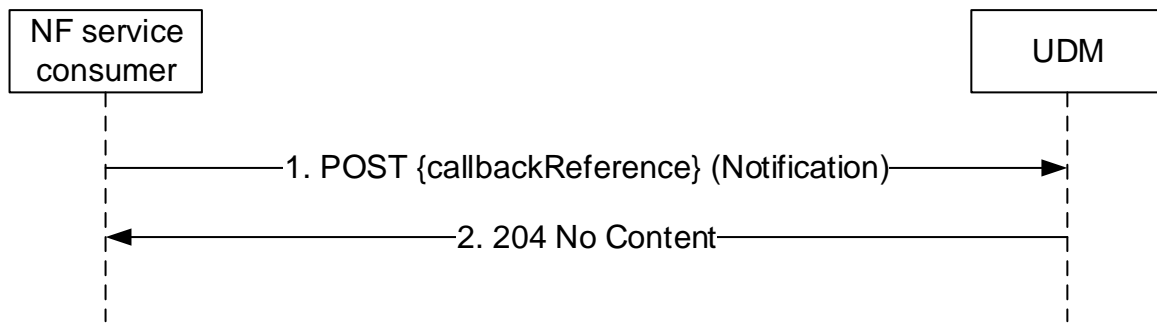 NF service
consumer
UDM
1. POST {callbackReference} (Notification)
2. 204 No Content